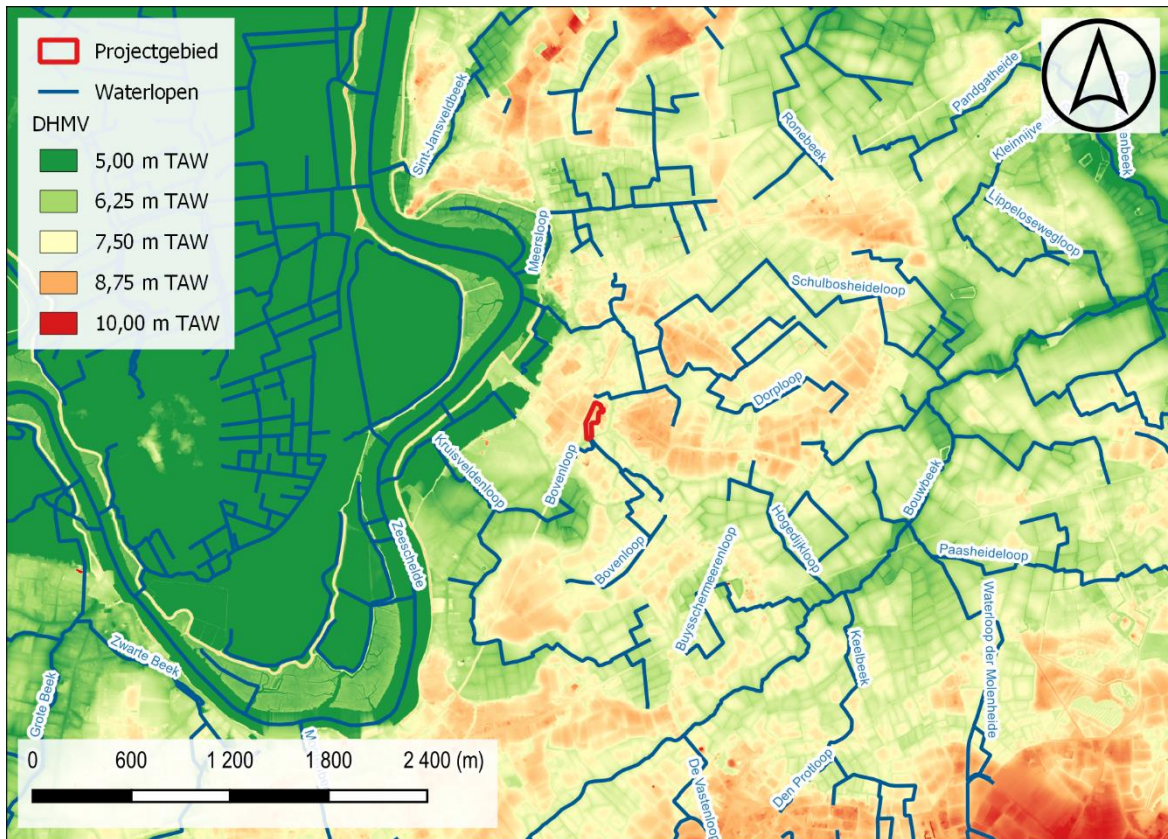 Projectgebied
Waterlopen
DHMV
5,00 m TAW
6,25 m TAW
7,50 m TAW
8,75 m TAW
10,00 m TAW
Sint-Jansveldbeek
Ronebeek
Pandgatheide
Kleinnijve
enbeek
Lippelosewegloop
Meersloop
Schulbosheideloop
Dorploop
Kruisveldenloop
Bovenloop
Zeeschelde
Bovenloop
Buysschermeerenloop
Hogedijkloop
Bouwbeek
Paasheideloop
Waterloop der Molenheide
Keelbeek
Zwarte Beek
Grote Beek
De Vastenloop
Den Protloop
0 600 1 200 1 800 2 400 (m)